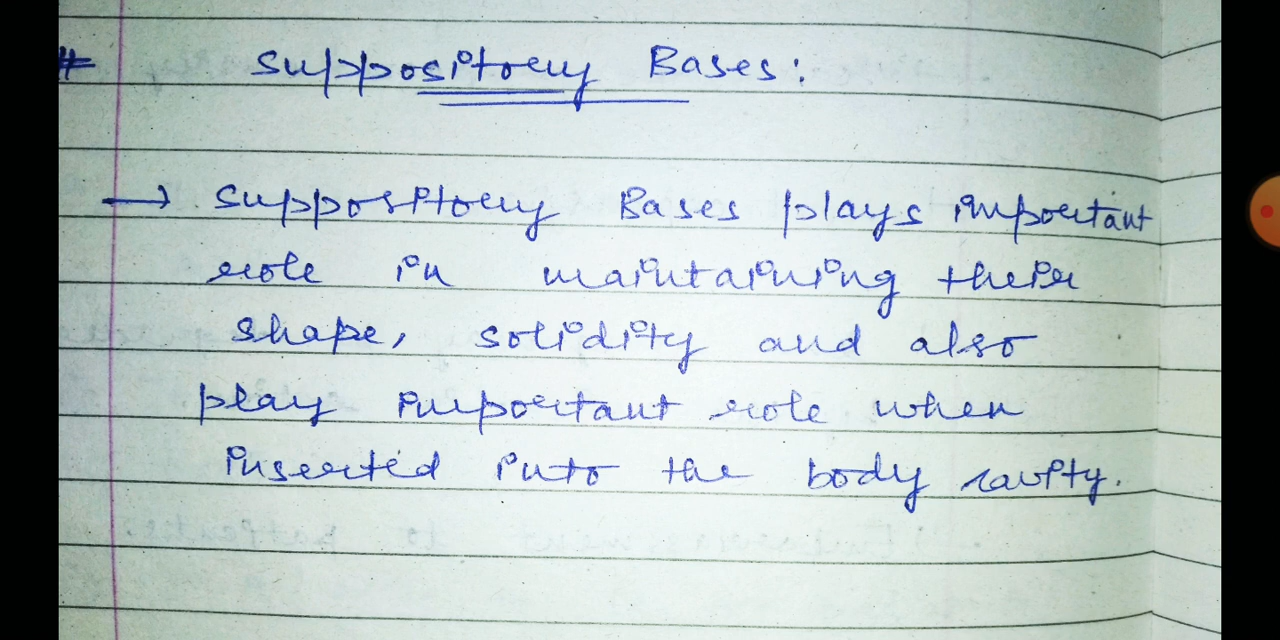 # Suppository Bases:
→ Suppository Bases plays important
role in maintaining their
shape, solidity and also
play important role when
inserted into the body cavity.